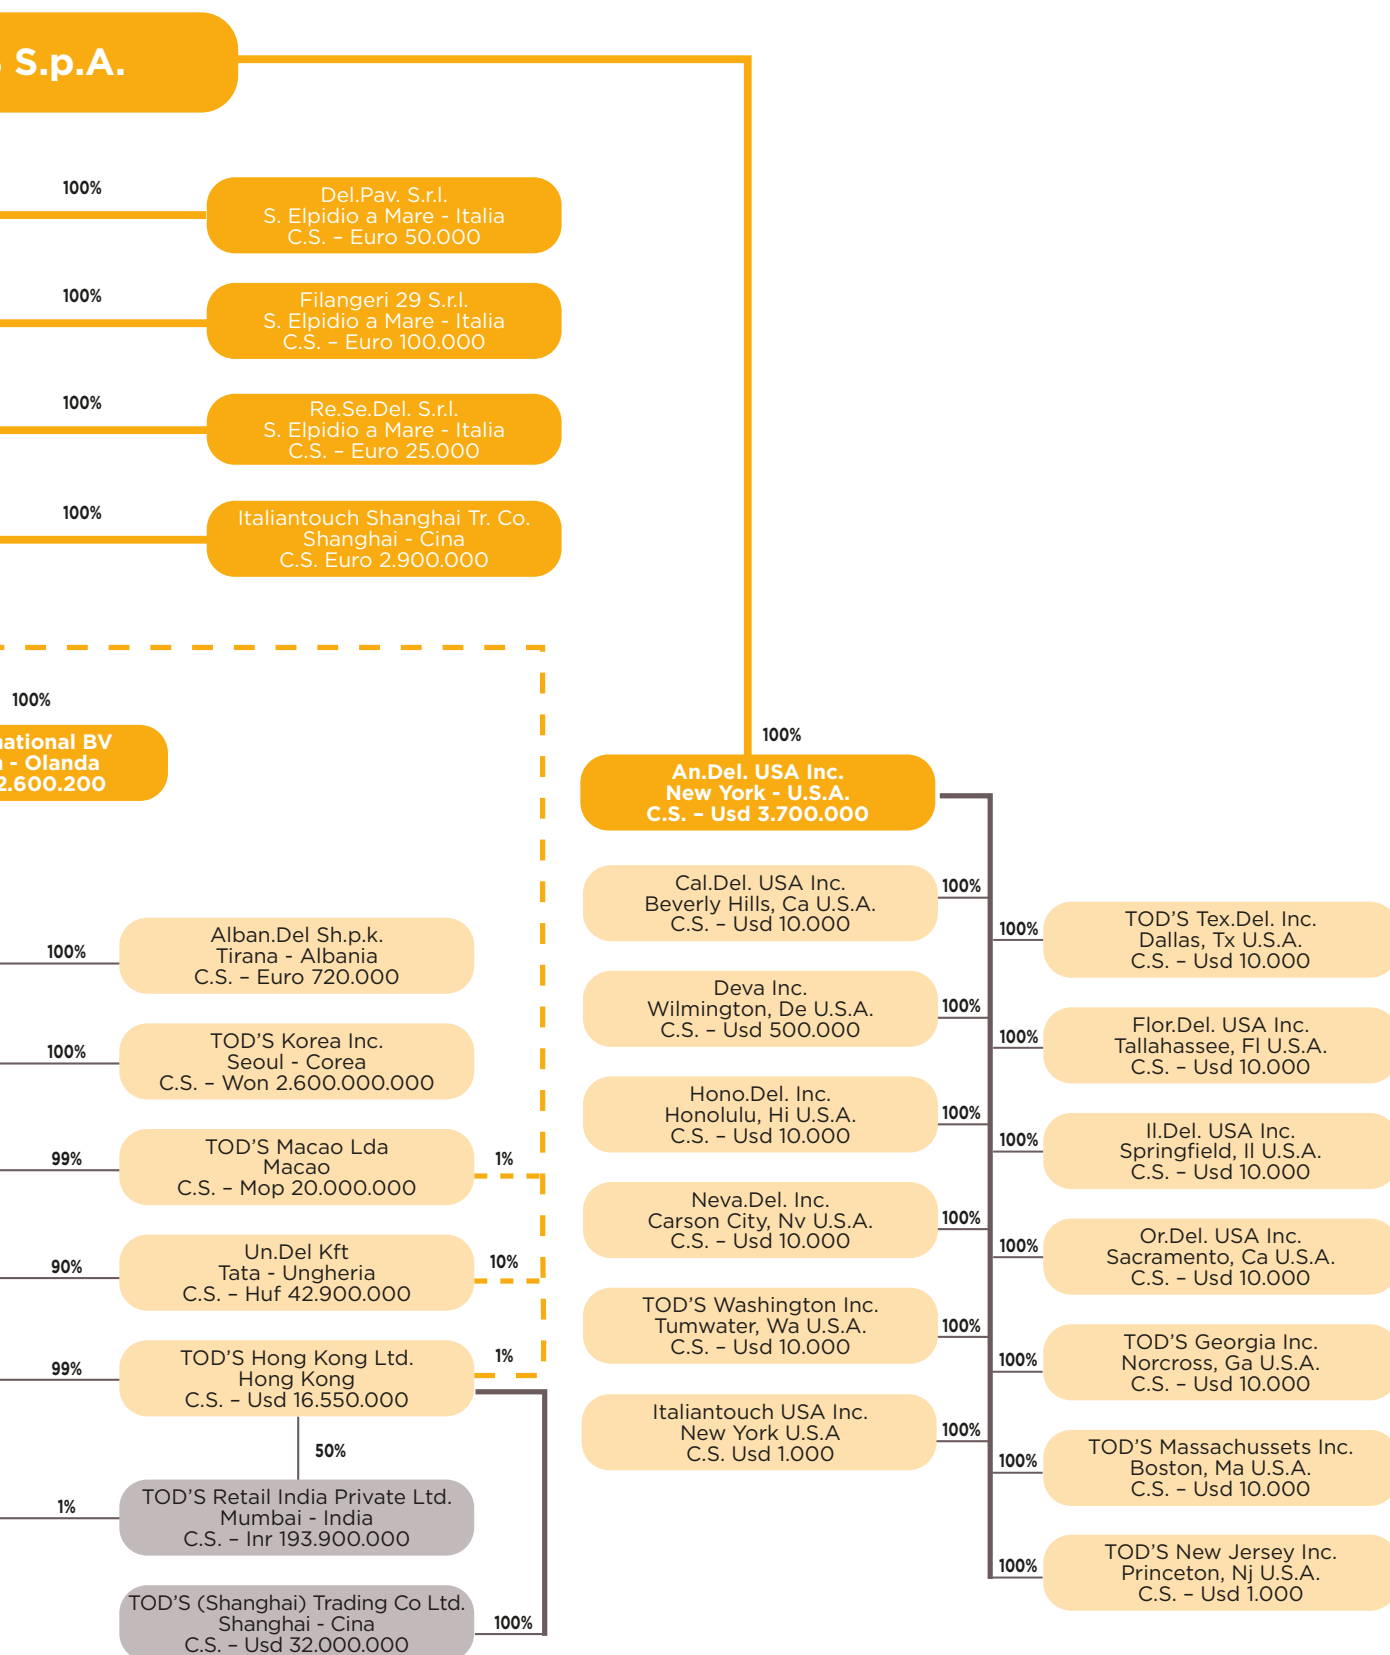 S.p.A.
100%
Del.Pav. S.r.l.
S. Elpidio a Mare - Italia
C.S. – Euro 50.000
100%
Filangeri 29 S.r.l.
S. Elpidio a Mare - Italia
C.S. – Euro 100.000
100%
Re.Se.Del. S.r.l.
S. Elpidio a Mare - Italia
C.S. – Euro 25.000
100%
Italiantouch Shanghai Tr. Co.
Shanghai - Cina
C.S. Euro 2.900.000
100%
national BV
- Olanda
2.600.200
100%
Alban.Del Sh.p.k.
Tirana - Albania
C.S. – Euro 720.000
100%
TOD'S Korea Inc.
Seoul - Corea
C.S. – Won 2.600.000.000
99%
TOD'S Macao Lda
Macao
C.S. – Mop 20.000.000
1%
90%
Un.Del Kft
Tata - Ungheria
C.S. – Huf 42.900.000
10%
99%
TOD'S Hong Kong Ltd.
Hong Kong
C.S. – Usd 16.550.000
1%
50%
1%
TOD'S Retail India Private Ltd.
Mumbai - India
C.S. – Inr 193.900.000
TOD'S (Shanghai) Trading Co Ltd.
Shanghai - Cina
C.S. – Usd 32.000.000
100%
100%
An.Del. USA Inc.
New York - U.S.A.
C.S. – Usd 3.700.000
Cal.Del. USA Inc.
Beverly Hills, Ca U.S.A.
C.S. – Usd 10.000
100%
Deva Inc.
Wilmington, De U.S.A.
C.S. – Usd 500.000
100%
Hono.Del. Inc.
Honolulu, Hi U.S.A.
C.S. – Usd 10.000
100%
Neva.Del. Inc.
Carson City, Nv U.S.A.
C.S. – Usd 10.000
100%
TOD'S Washington Inc.
Tumwater, Wa U.S.A.
C.S. – Usd 10.000
100%
Italiantouch USA Inc.
New York U.S.A
C.S. Usd 1.000
100%
100%
TOD'S Tex.Del. Inc.
Dallas, Tx U.S.A.
C.S. – Usd 10.000
100%
Flor.Del. USA Inc.
Tallahassee, Fl U.S.A.
C.S. – Usd 10.000
100%
Il.Del. USA Inc.
Springfield, Il U.S.A.
C.S. – Usd 10.000
100%
Or.Del. USA Inc.
Sacramento, Ca U.S.A.
C.S. – Usd 10.000
100%
TOD'S Georgia Inc.
Norcross, Ga U.S.A.
C.S. – Usd 10.000
100%
TOD'S Massachussets Inc.
Boston, Ma U.S.A.
C.S. – Usd 10.000
100%
TOD'S New Jersey Inc.
Princeton, Nj U.S.A.
C.S. – Usd 1.000